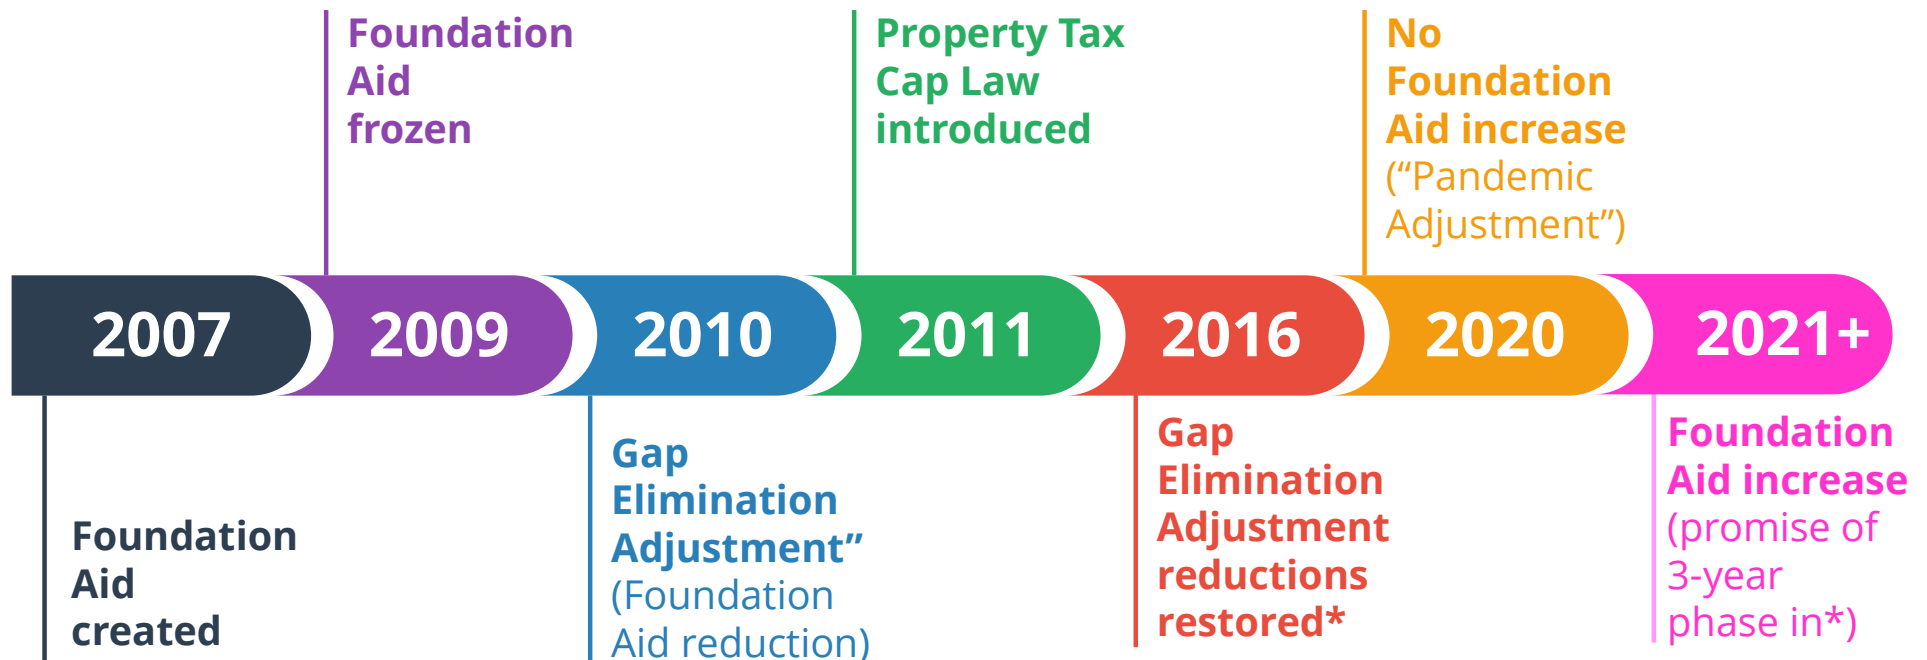 Foundation
Aid
frozen
Property Tax
Cap Law
introduced
No
Foundation
Aid increase
(“Pandemic
Adjustment”)
2007
2009
2010
2011
2016
2020
2021+
Foundation
Aid
created
Gap
Elimination
Adjustment”
(Foundation
Aid reduction)
Gap
Elimination
Adjustment
reductions
restored*
Foundation
Aid increase
(promise of
3-year
phase in*)